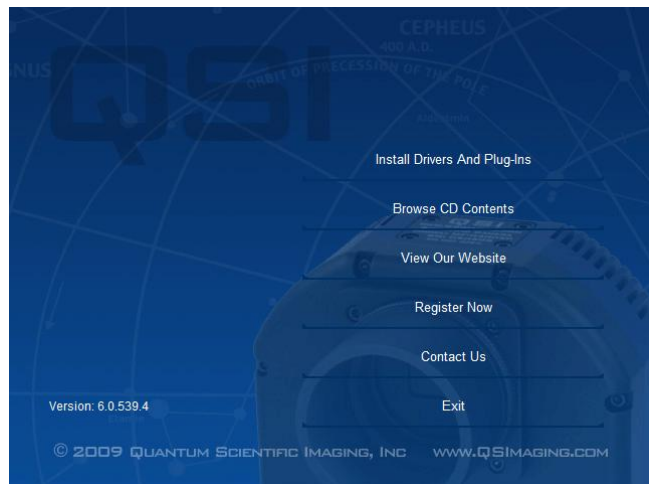 CEPHEUS
400 A.D.
ORBIT OF PRECESSION OF THE POLE
QSI
Install Drivers And Plug-Ins
Browse CD Contents
QSI
View Our Website
Register Now
Contact Us
Version: 6.0.539.4
Exit
© 2009 Quantum Scientific Imaging, Inc www.QSImaging.com